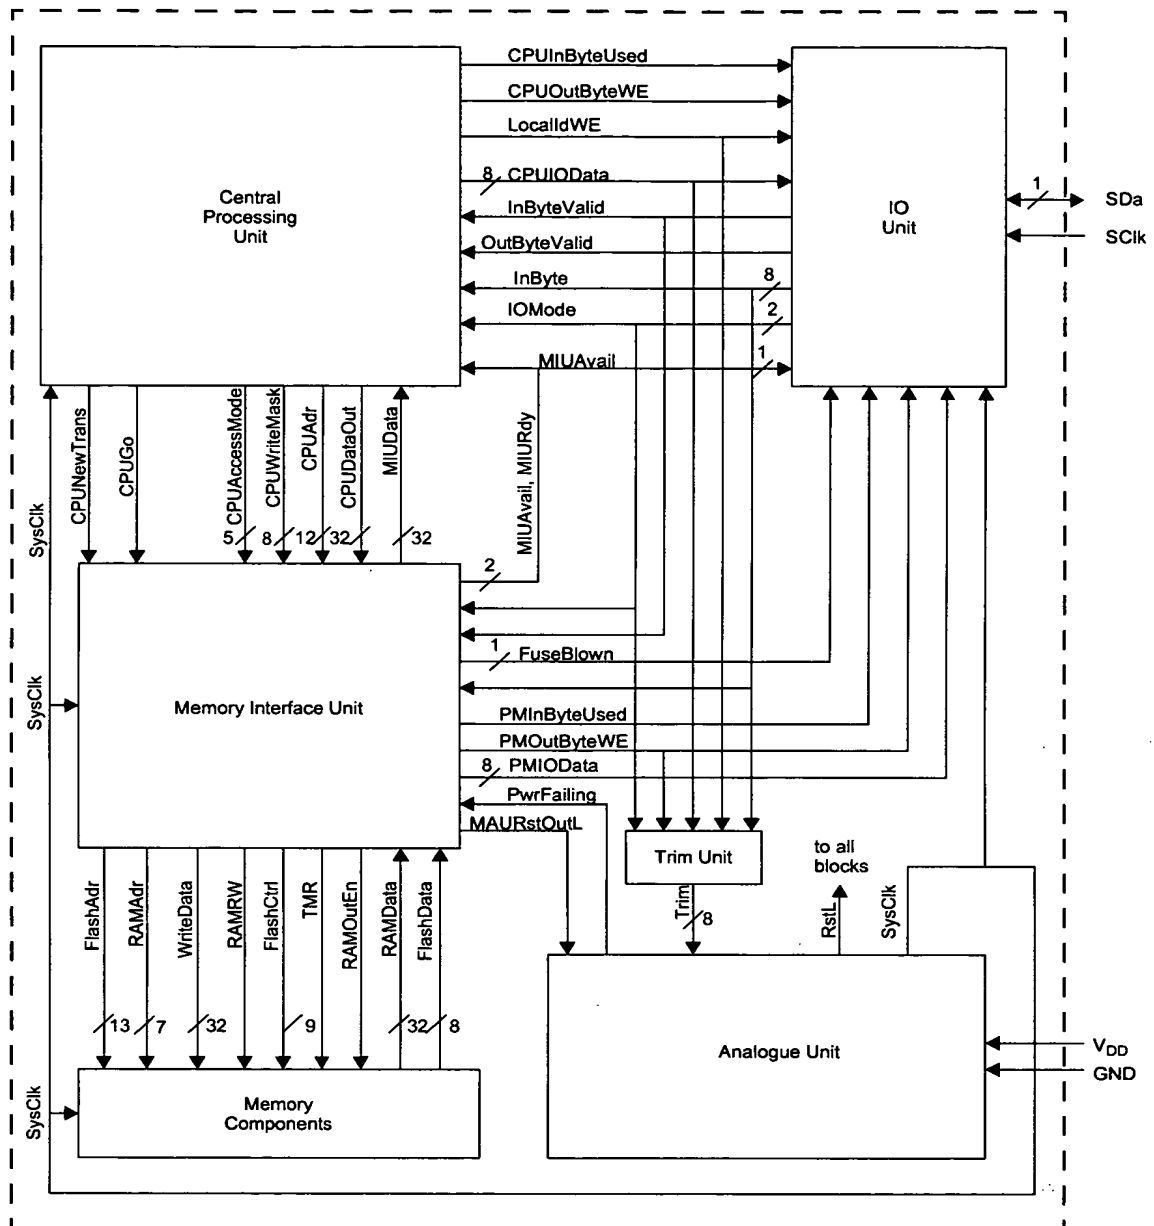 CPUInByteUsed
CPUOutByteWE
LocalIdWE
8 CPUIOData
InByteValid
OutByteValid
InByte 8
IOMode 2
MIUAvail 1
Central
Processing
Unit
IO
Unit
1 SDa
SClk
SysClk
CPUNewTrans
CPUGo
CPUAccessMode
CPUWriteMask
CPUAdr
CPUDataOut
MIUData
5 8 12 32 32
MIUAvail, MIURdy
2
1 FuseBlown
SysClk
Memory Interface Unit
PMInByteUsed
PMOutByteWE
8 PMIOData
PwrFailing
MAURstOutL
Trim Unit
to all
blocks
FlashAdr
RAMAdr
WriteData
RAMRW
FlashCtrl
TMR
RAMOutEn
RAMData
FlashData
Trim
8
RstL
SysClk
13 7 32 9 32 8
Analogue Unit
VDD
GND
SysClk
Memory
Components